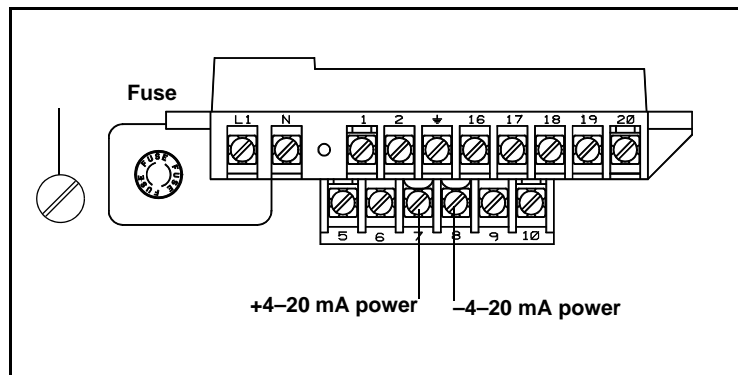 Fuse
L1 N 1 2 16 17 18 19 20
FUSE FUSE FUSE
5 6 7 8 9 10
+4–20 mA power –4–20 mA power